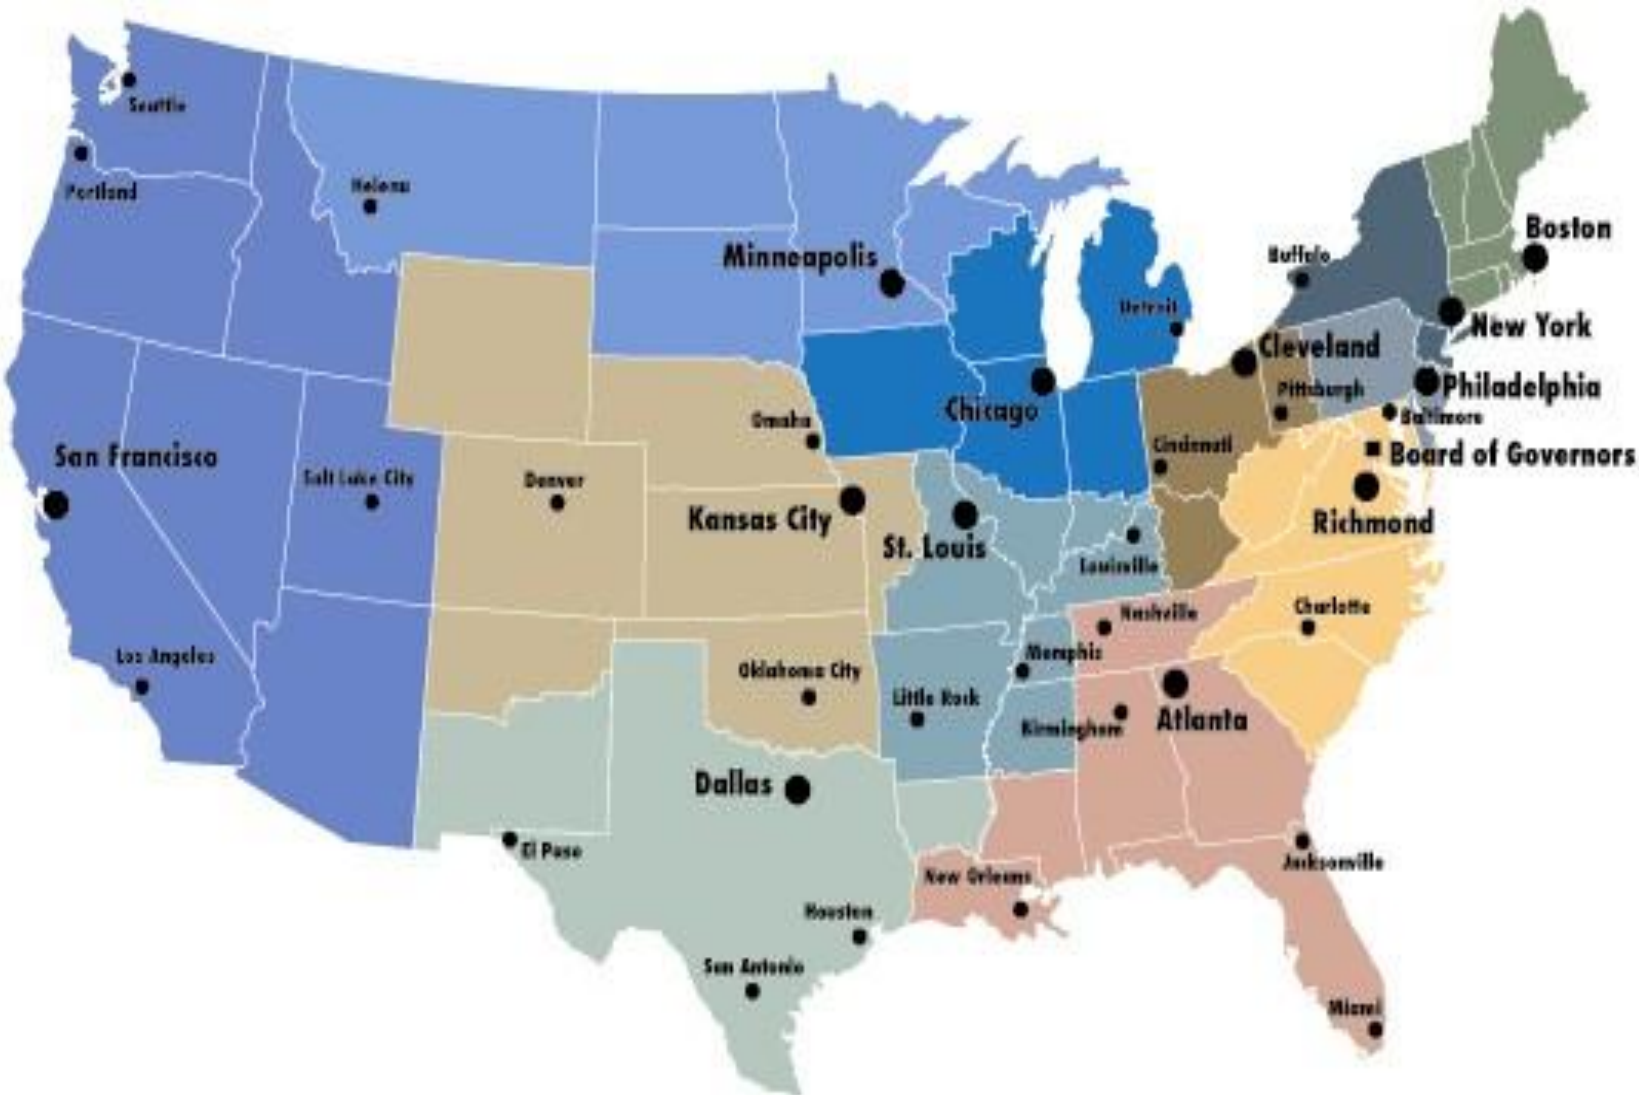 Seattle
Portland
Helena
Minneapolis
Buffalo
Boston
Detroit
New York
Cleveland
Pittsburgh
Philadelphia
Chicago
Omaha
Baltimore
San Francisco
Salt Lake City
Denver
Cincinnati
Board of Governors
Kansas City
St. Louis
Richmond
Louisville
Nashville
Charlotte
Los Angeles
Memphis
Oklahoma City
Little Rock
Birmingham
Atlanta
Dallas
El Paso
Jacksonville
New Orleans
Houston
San Antonio
Miami